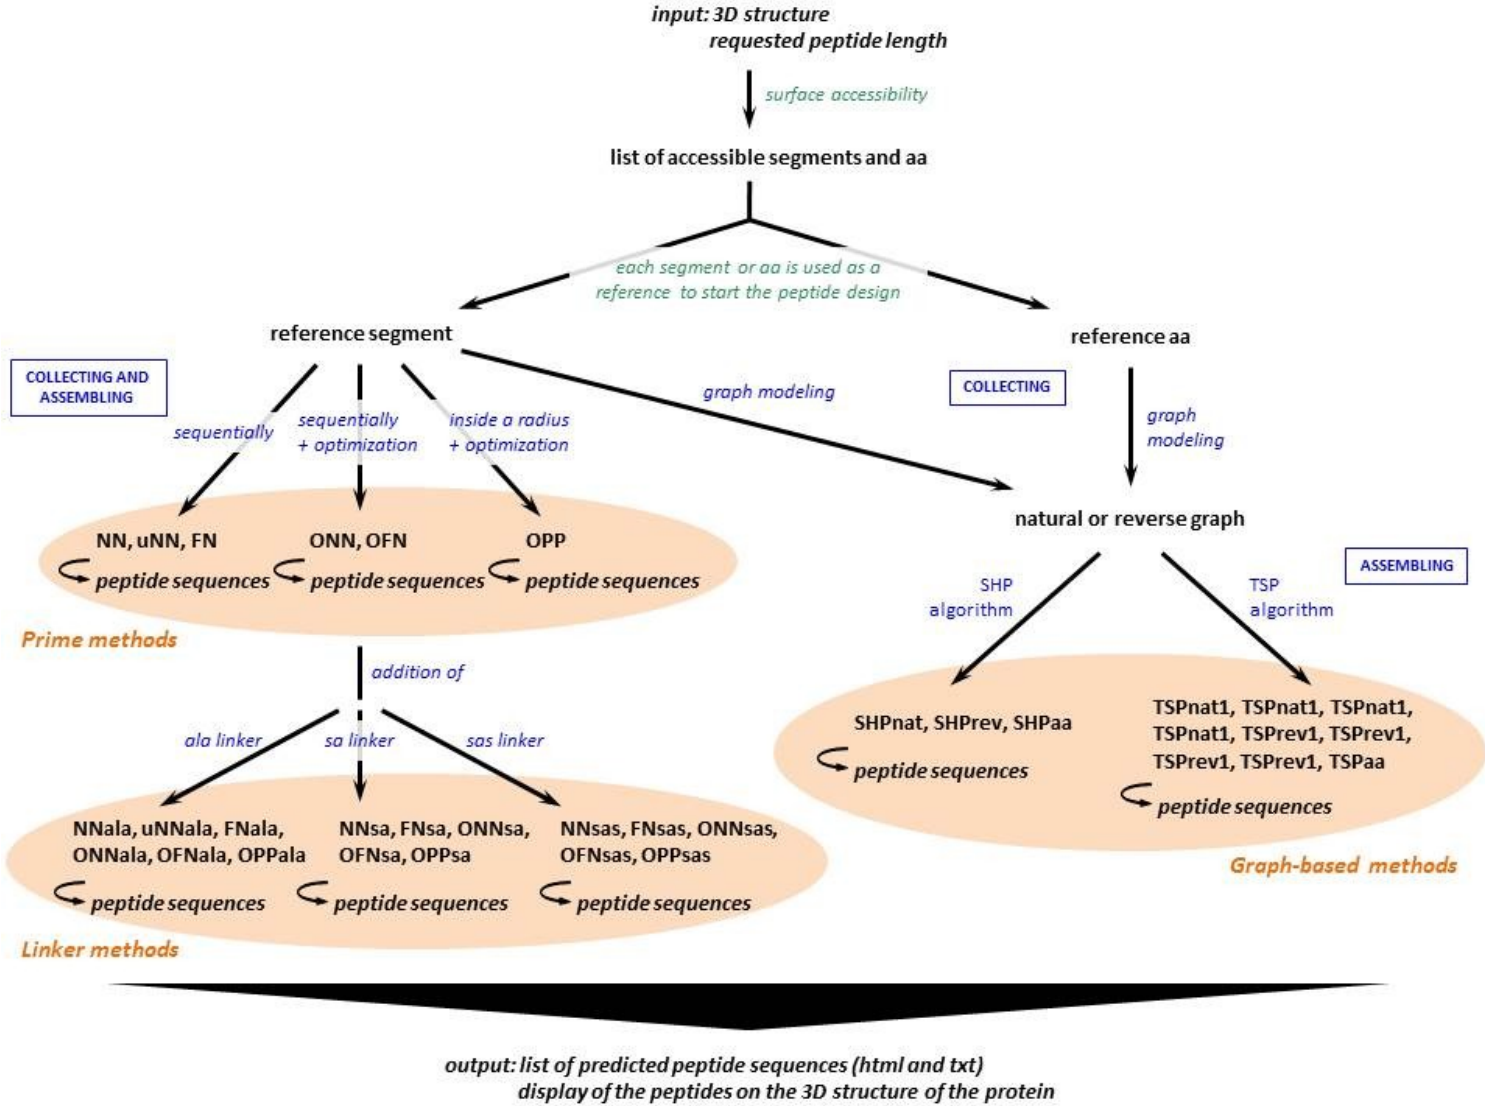 input: 3D structure
requested peptide length
surface accessibility
list of accessible segments and aa
each segment or aa is used as a
reference to start the peptide design
reference segment
reference aa
COLLECTING AND
ASSEMBLING
graph modeling
COLLECTING
sequentially
sequentially
+ optimization
inside a radius
+ optimization
graph
modeling
natural or reverse graph
NN, uNN, FN
peptide sequences
ONN, OFN
peptide sequences
OPP
peptide sequences
Prime methods
ASSEMBLING
SHP
algorithm
TSP
algorithm
addition of
ala linker
sa linker
sas linker
SHPnat, SHPrev, SHPaa
peptide sequences
TSPnat1, TSPnat1, TSPnat1,
TSPnat1, TSPrev1, TSPrev1,
TSPrev1, TSPrev1, TSPaa
peptide sequences
Graph-based methods
NNala, uNNala, FNala,
ONNala, OFNala, OPPala
peptide sequences
NNsa, FNsa, ONNsa,
OFNsa, OPPsa
peptide sequences
NNsas, FNsas, ONNsas,
OFNsas, OPPsas
peptide sequences
Linker methods
output: list of predicted peptide sequences (html and txt)
display of the peptides on the 3D structure of the protein